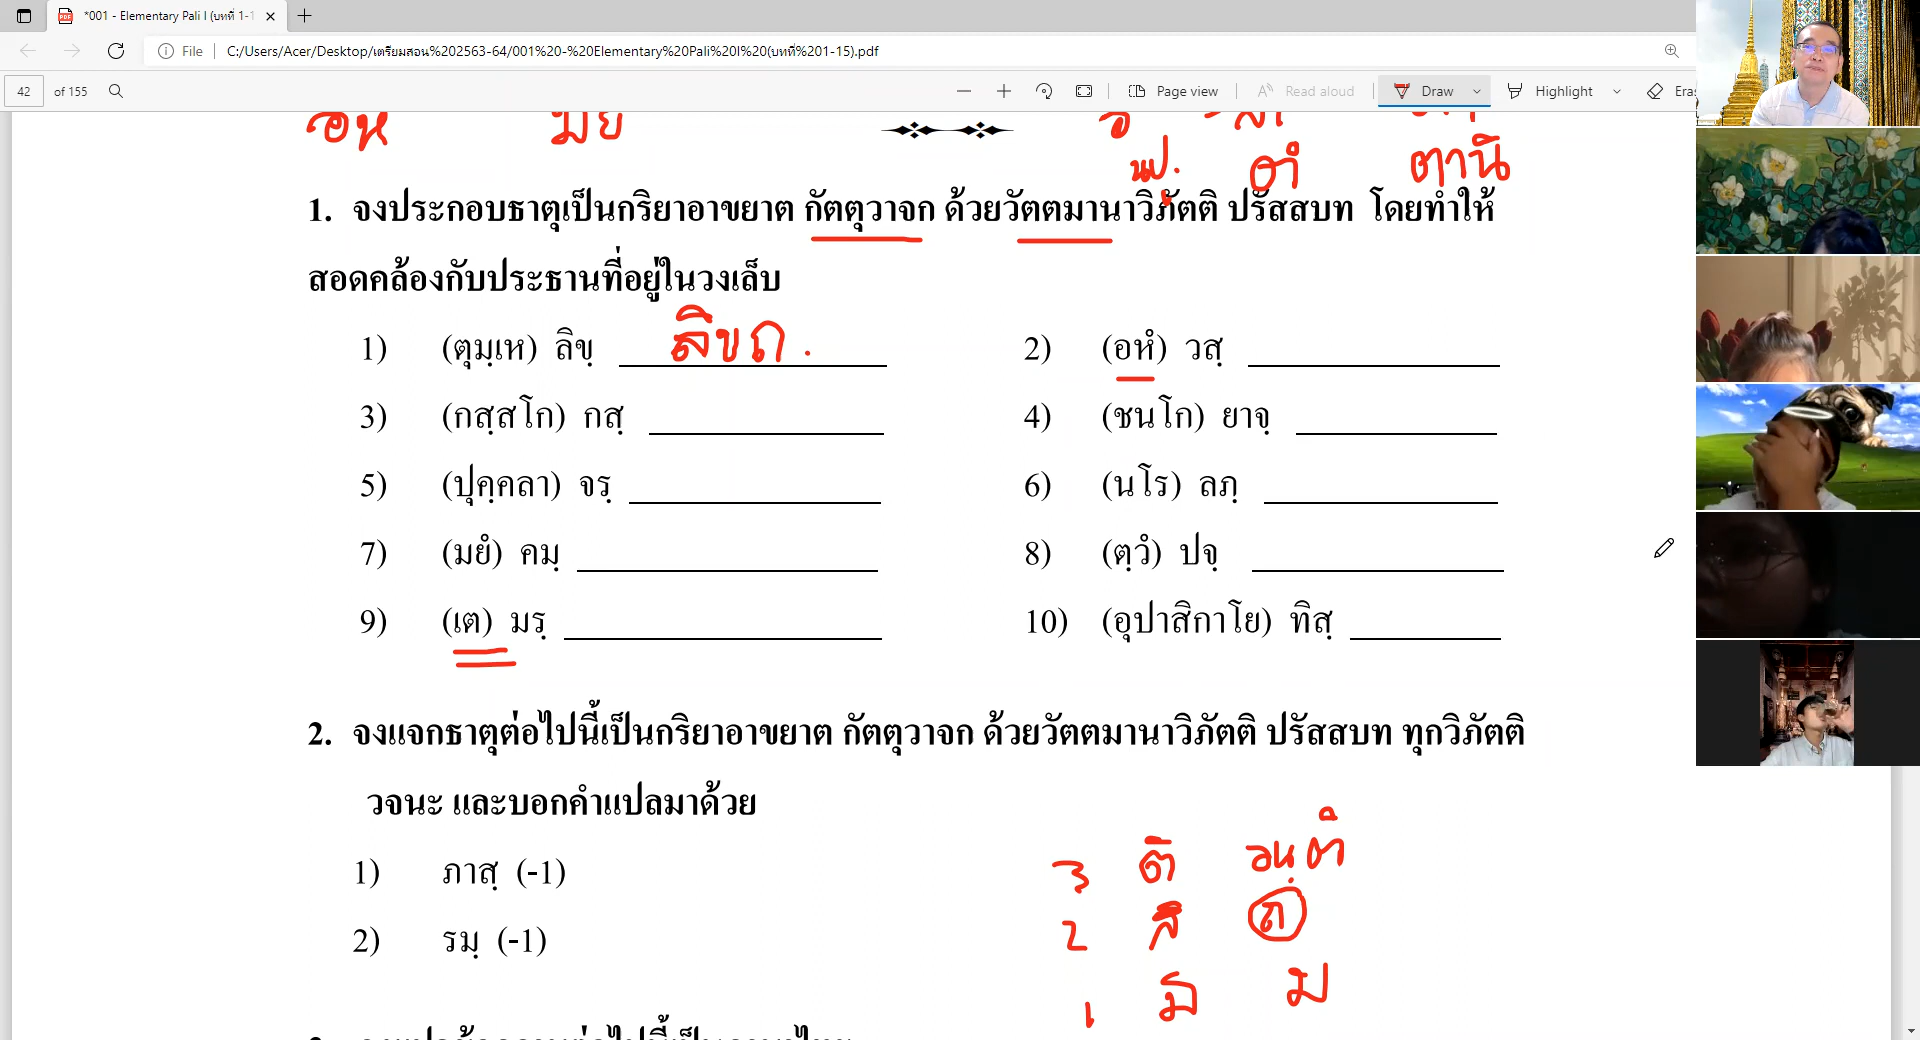 *001 - Elementary Pali I (บทที่ 1-1
File C:/Users/Acer/Desktop/เตรียมสอน%202563-64/001%20-%20Elementary%20Pali%20I%20(บทที่%201-15).pdf
42 of 155 Page view Read aloud Draw Highlight Eras
อห มย
นปุ. ตํ ตานิ
1. จงประกอบธาตุเป็นกริยาอาขยาต กัตตุวาจก ด้วยวัตตมานาวิภัตติ ปรัสสบท โดยทำให้
สอดคล้องกับประธานที่อยู่ในวงเล็บ
1) (ตุมฺเห) ลิขฺ ลิขถ. 2) (อหํ) วสฺ
3) (กสฺสโก) กสฺ 4) (ชนโก) ยาจฺ
5) (ปุคฺคลา) จรฺ 6) (นโร) ลภฺ
7) (มยํ) คมฺ 8) (ตฺวํ) ปจฺ
9) (เต) มรฺ 10) (อุปาสิกาโย) ทิสฺ
2. จงแจกธาตุต่อไปนี้เป็นกริยาอาขยาต กัตตุวาจก ด้วยวัตตมานาวิภัตติ ปรัสสบท ทุกวิภัตติ
วจนะ และบอกคำแปลมาด้วย
1) ภาสฺ (-1)
3 ติ อนฺติ
2) รมฺ (-1)
2 สิ ถ
1 มิ ม